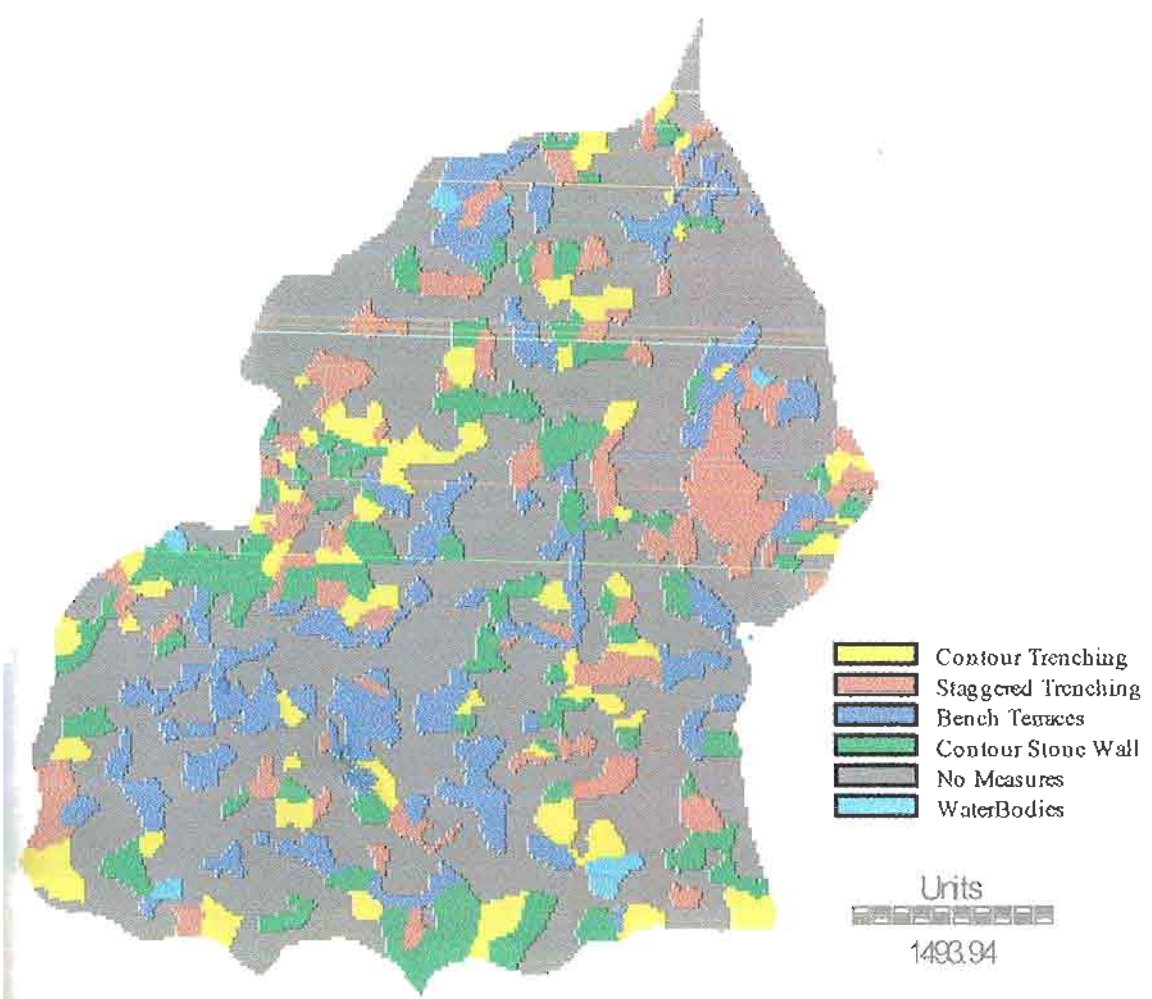 Contour Trenching
Staggered Trenching
Bench Terraces
Contour Stone Wall
No Measures
WaterBodies
Units
1493.94